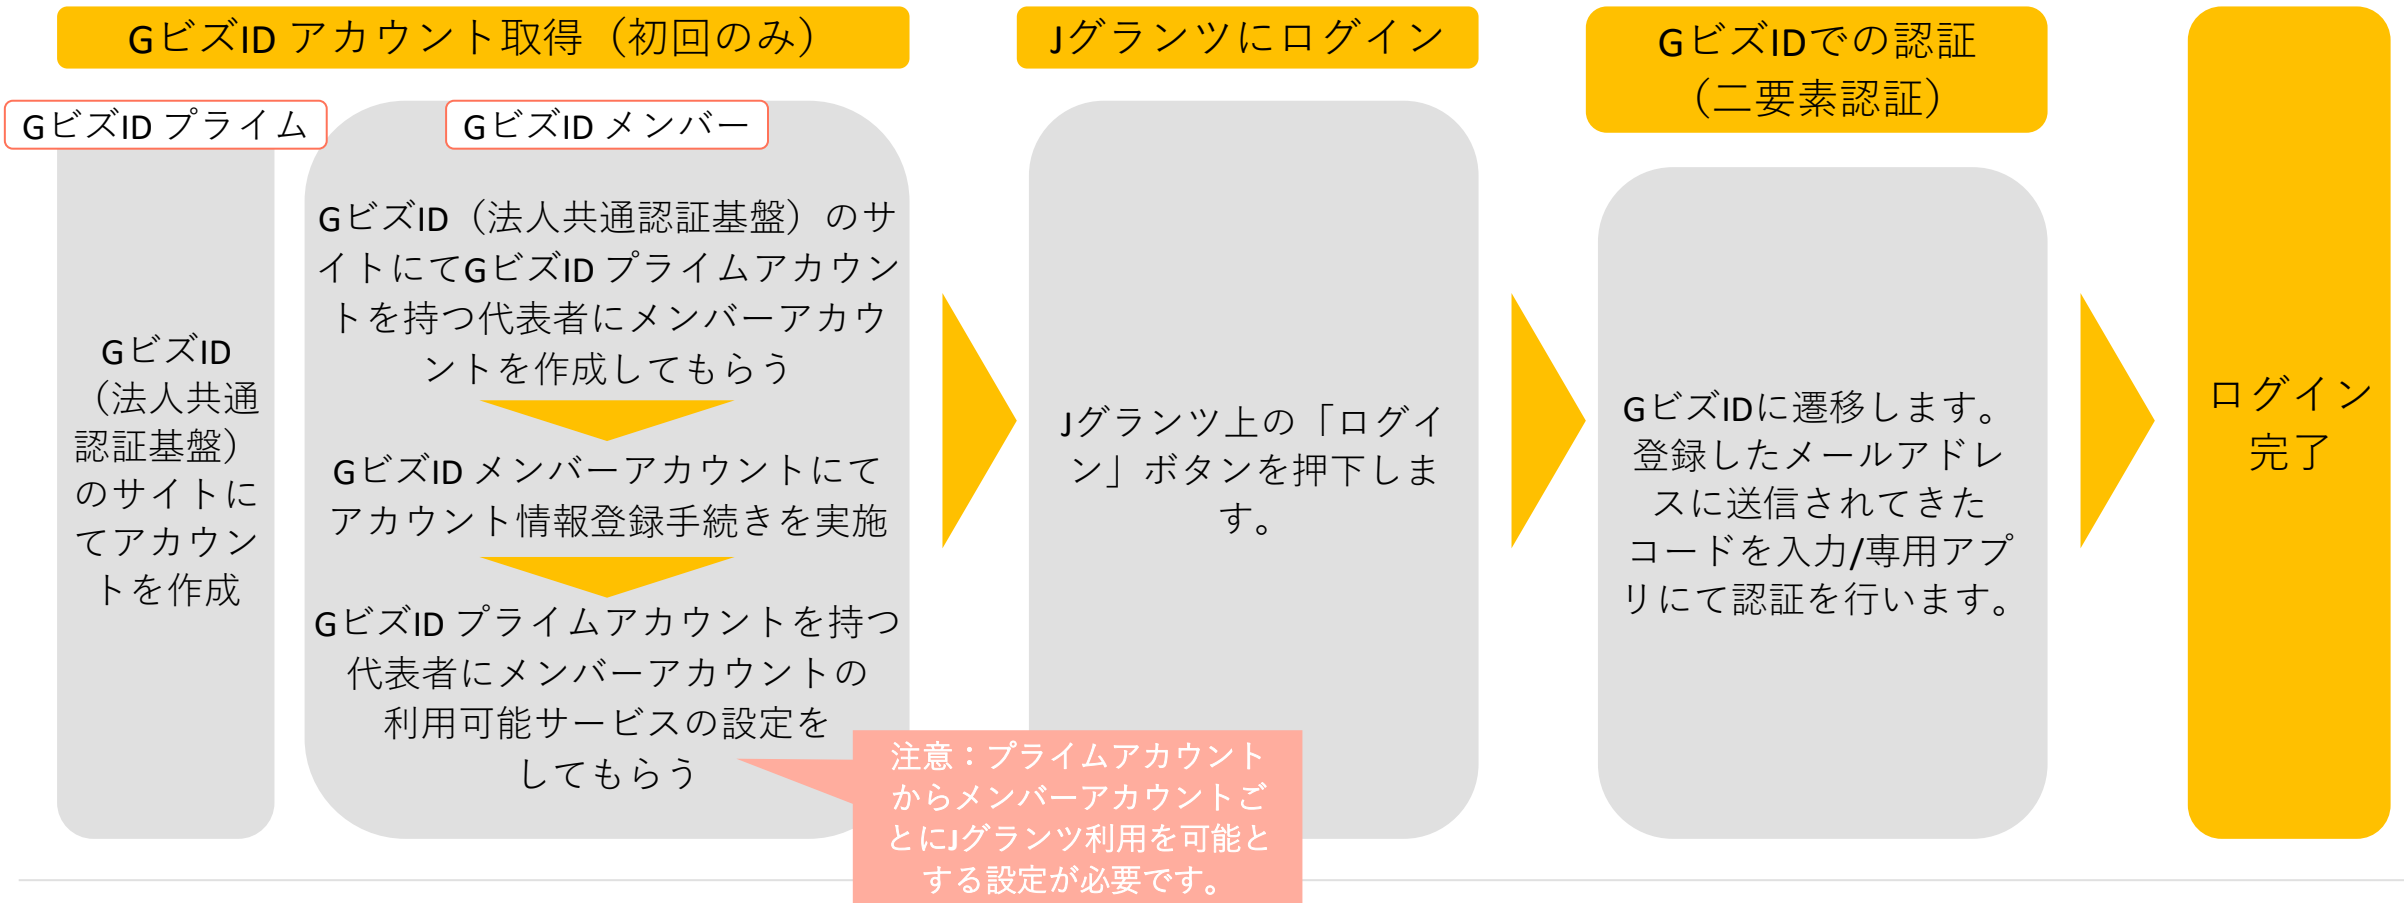 GビズID アカウント取得（初回のみ）
GビズID プライム
GビズID
（法人共通
認証基盤）
のサイトに
てアカウン
トを作成
GビズID メンバー
GビズID（法人共通認証基盤）のサ
イトにてGビズID プライムアカウン
トを持つ代表者にメンバーアカウ
ントを作成してもらう
GビズID メンバーアカウントにて
アカウント情報登録手続きを実施
GビズID プライムアカウントを持つ
代表者にメンバーアカウントの
利用可能サービスの設定を
してもらう
注意：プライムアカウント
からメンバーアカウントご
とにJグランツ利用を可能と
する設定が必要です。
Jグランツにログイン
Jグランツ上の「ログイ
ン」ボタンを押下しま
す。
GビズIDでの認証
（二要素認証）
GビズIDに遷移します。
登録したメールアドレ
スに送信されてきた
コードを入力/専用アプ
リにて認証を行います。
ログイン
完了